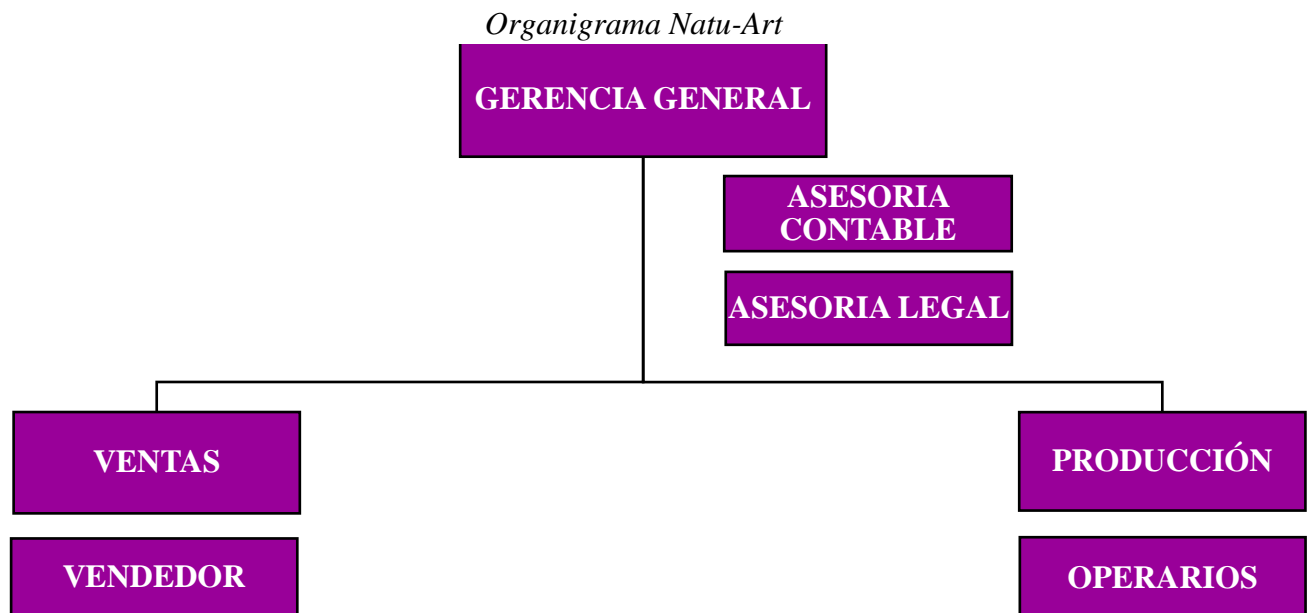 Organigrama Natu-Art
GERENCIA GENERAL
ASESORIA
CONTABLE
ASESORIA LEGAL
VENTAS
PRODUCCIÓN
VENDEDOR
OPERARIOS